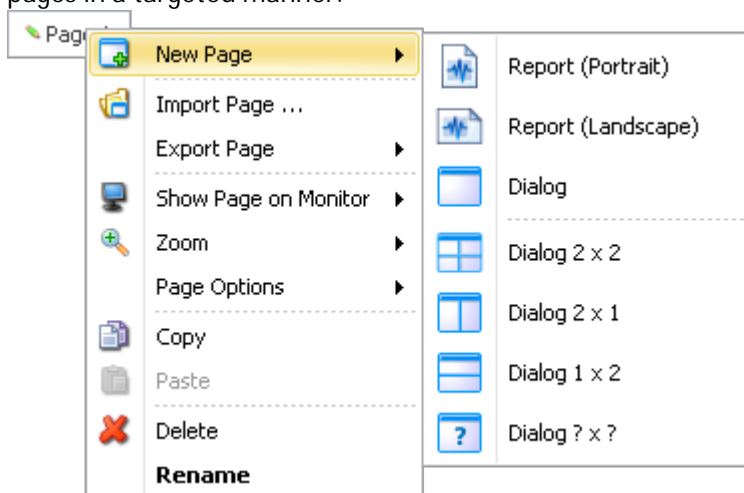 pages in a targeted manner.
Page
New Page
Import Page ...
Export Page
Show Page on Monitor
Zoom
Page Options
Copy
Paste
Delete
Rename
Report (Portrait)
Report (Landscape)
Dialog
Dialog 2 x 2
Dialog 2 x 1
Dialog 1 x 2
Dialog ? x ?